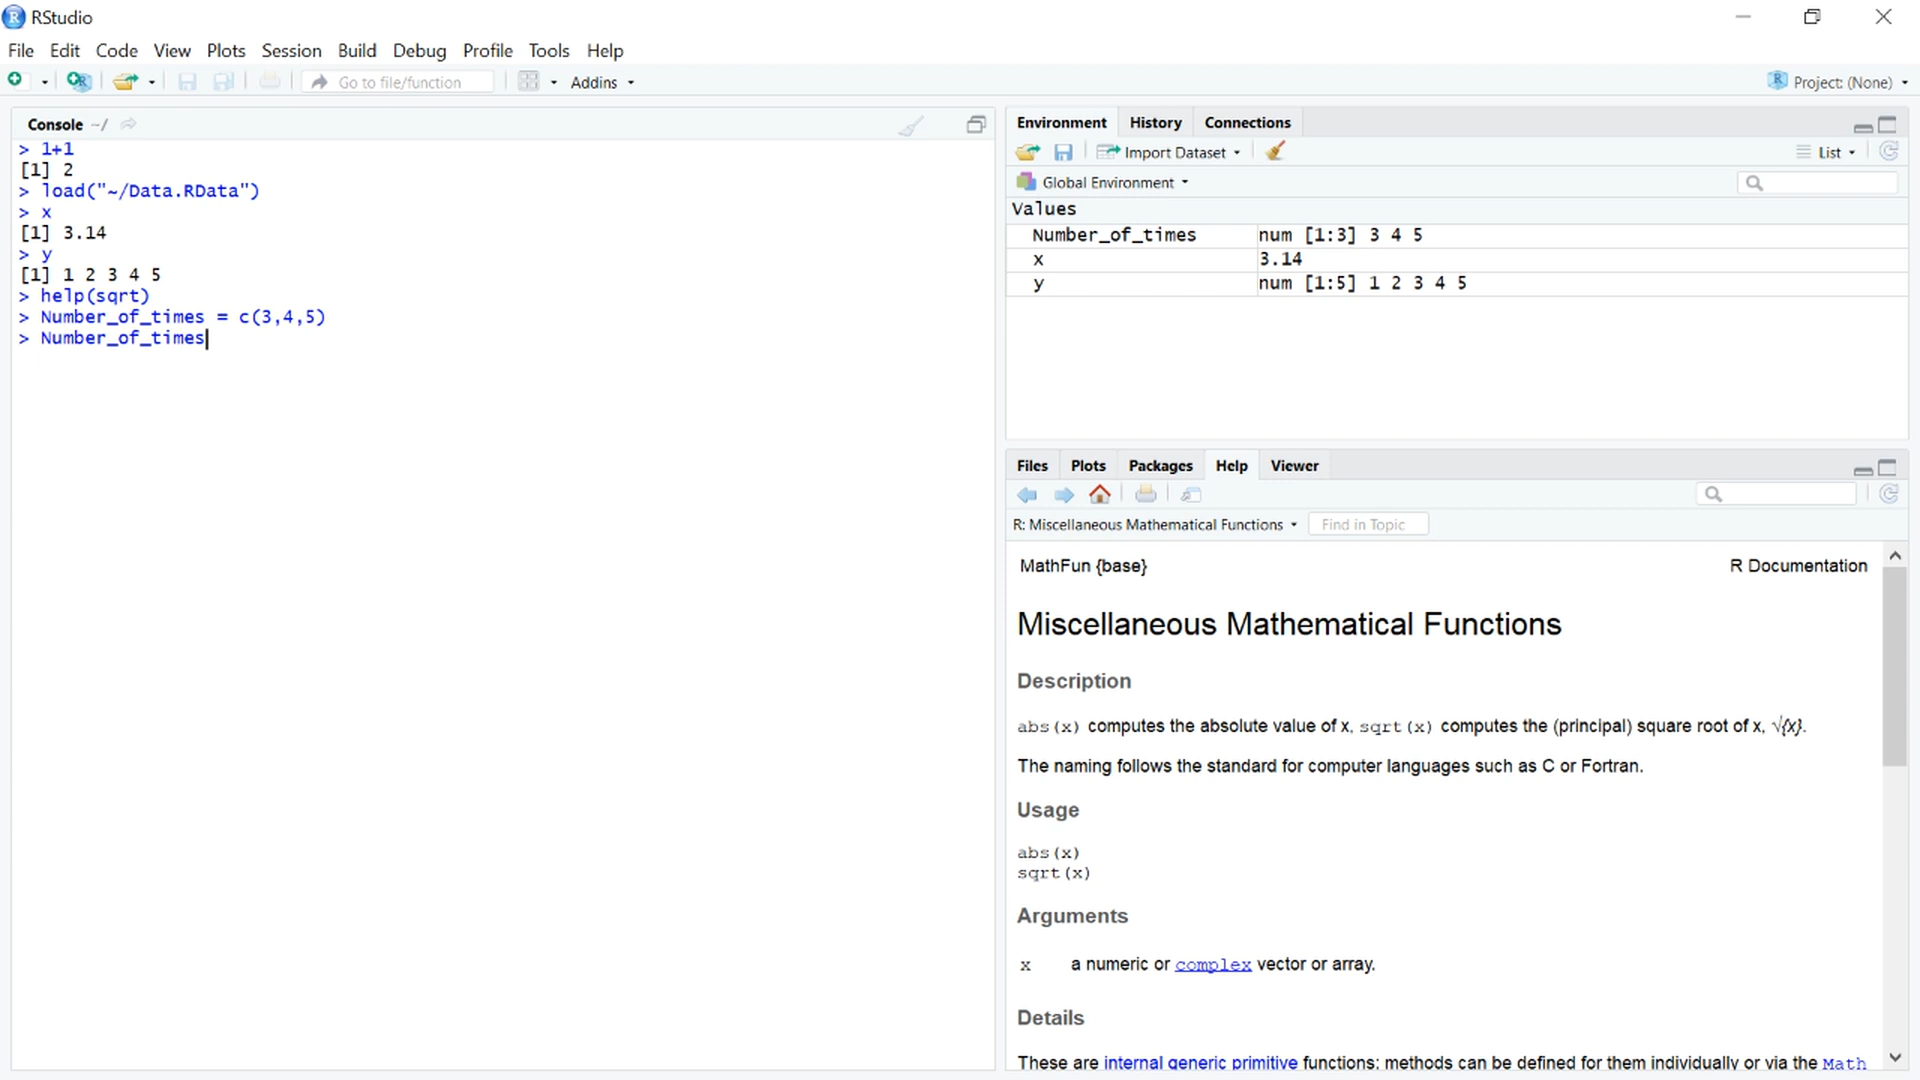 RStudio
File Edit Code View Plots Session Build Debug Profile Tools Help
Go to file/function Addins Project: (None)
Console ~/
> 1+1
[1] 2
> load("~/Data.RData")
> x
[1] 3.14
> y
[1] 1 2 3 4 5
> help(sqrt)
> Number_of_times = c(3,4,5)
> Number_of_times
Environment History Connections
Import Dataset List
Global Environment
Values
Number_of_times num [1:3] 3 4 5
x 3.14
y num [1:5] 1 2 3 4 5
Files Plots Packages Help Viewer
R: Miscellaneous Mathematical Functions Find in Topic
MathFun {base} R Documentation
Miscellaneous Mathematical Functions
Description
abs(x) computes the absolute value of x, sqrt(x) computes the (principal) square root of x, √{x}.
The naming follows the standard for computer languages such as C or Fortran.
Usage
abs(x)
sqrt(x)
Arguments
x a numeric or complex vector or array.
Details
These are internal generic primitive functions: methods can be defined for them individually or via the Math